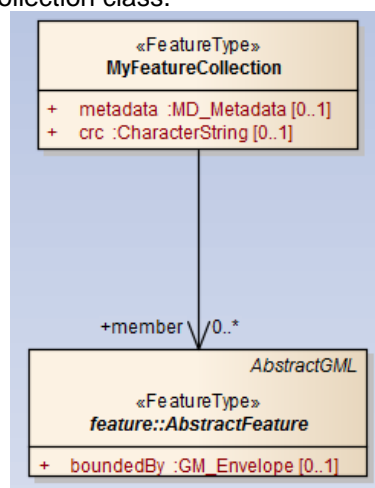 ollection class.
«FeatureType»
MyFeatureCollection
+ metadata :MD_Metadata [0..1]
+ crc :CharacterString [0..1]
+member 0..*
AbstractGML
«FeatureType»
feature::AbstractFeature
+ boundedBy :GM_Envelope [0..1]